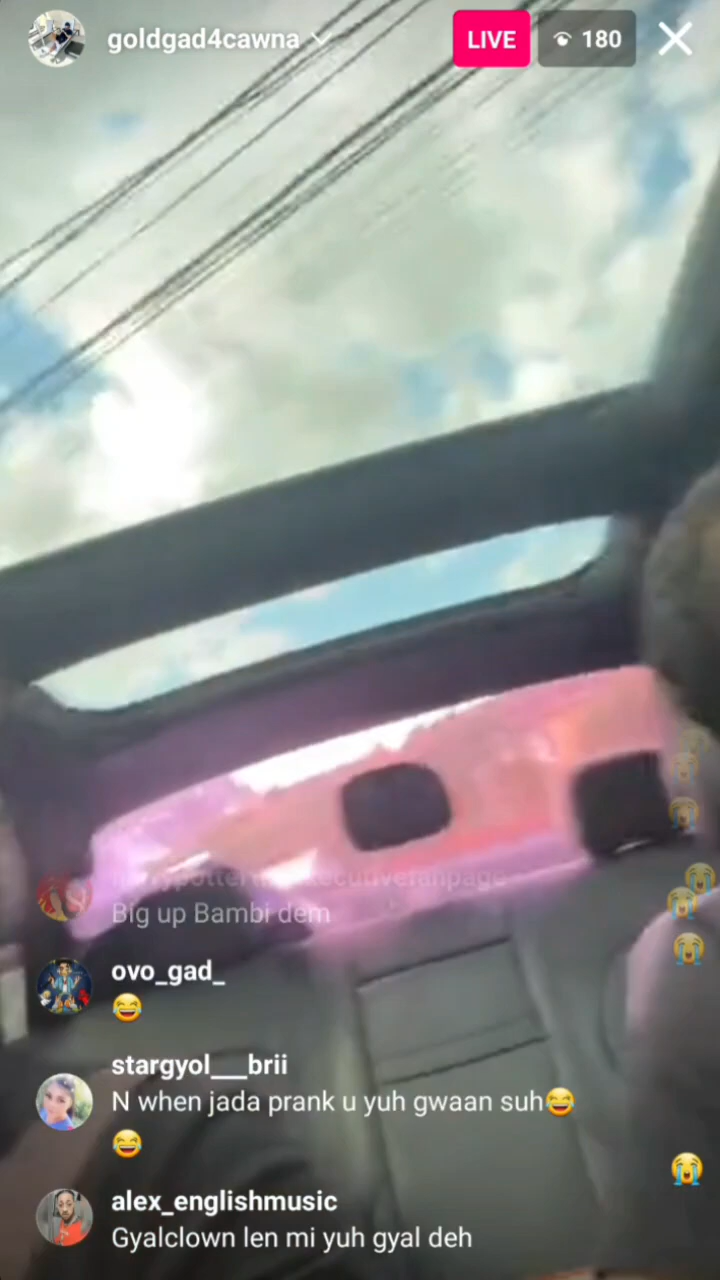 goldgad4cawna
LIVE
180
Big up Bambi dem
ovo_gad_
😂
stargyol___brii
N when jada prank u yuh gwaan suh😂
😂
alex_englishmusic
Gyalclown len mi yuh gyal deh